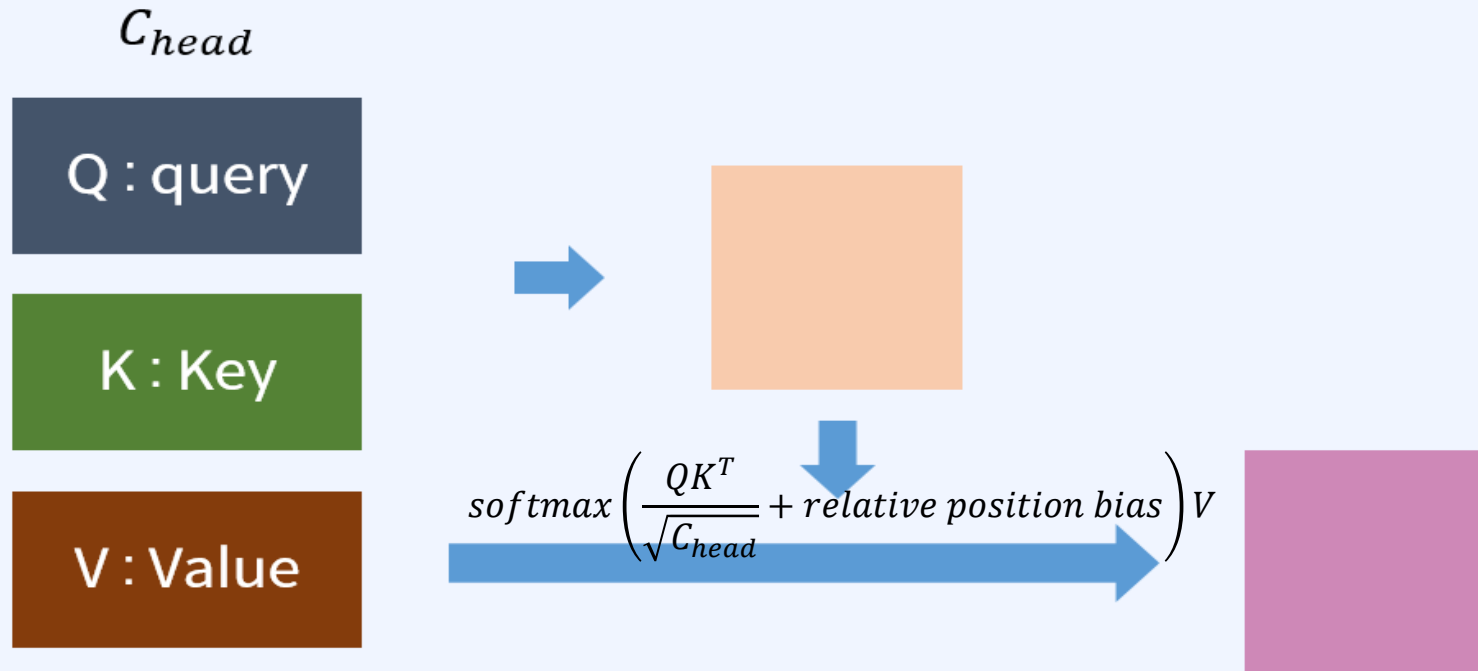 C_head
Q : query
K : Key
V : Value
softmax(QK^T / √C_head + relative position bias)V